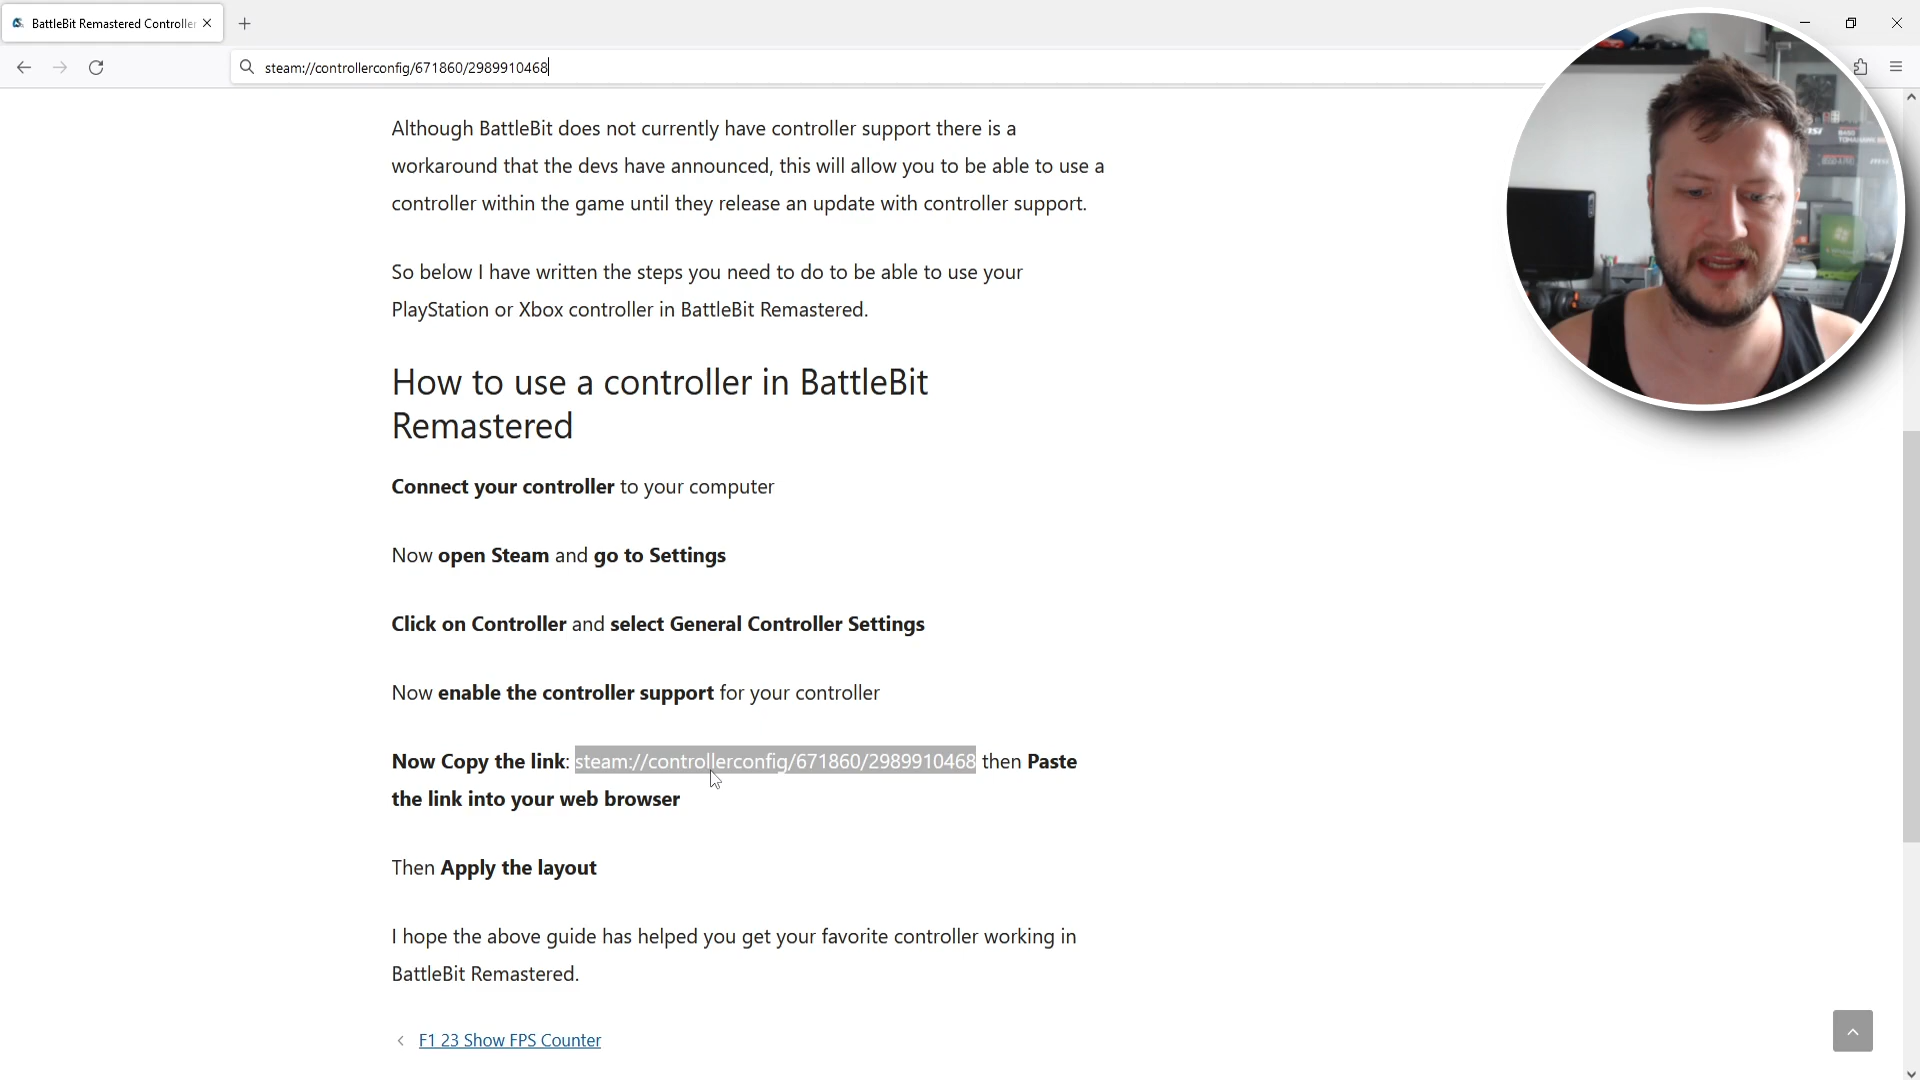 BattleBit Remastered Controller
steam://controllerconfig/671860/2989910468
Although BattleBit does not currently have controller support there is a
workaround that the devs have announced, this will allow you to be able to use a
controller within the game until they release an update with controller support.
So below I have written the steps you need to do to be able to use your
PlayStation or Xbox controller in BattleBit Remastered.
How to use a controller in BattleBit
Remastered
Connect your controller to your computer
Now open Steam and go to Settings
Click on Controller and select General Controller Settings
Now enable the controller support for your controller
Now Copy the link: steam://controllerconfig/671860/2989910468 then Paste
the link into your web browser
Then Apply the layout
I hope the above guide has helped you get your favorite controller working in
BattleBit Remastered.
F1 23 Show FPS Counter